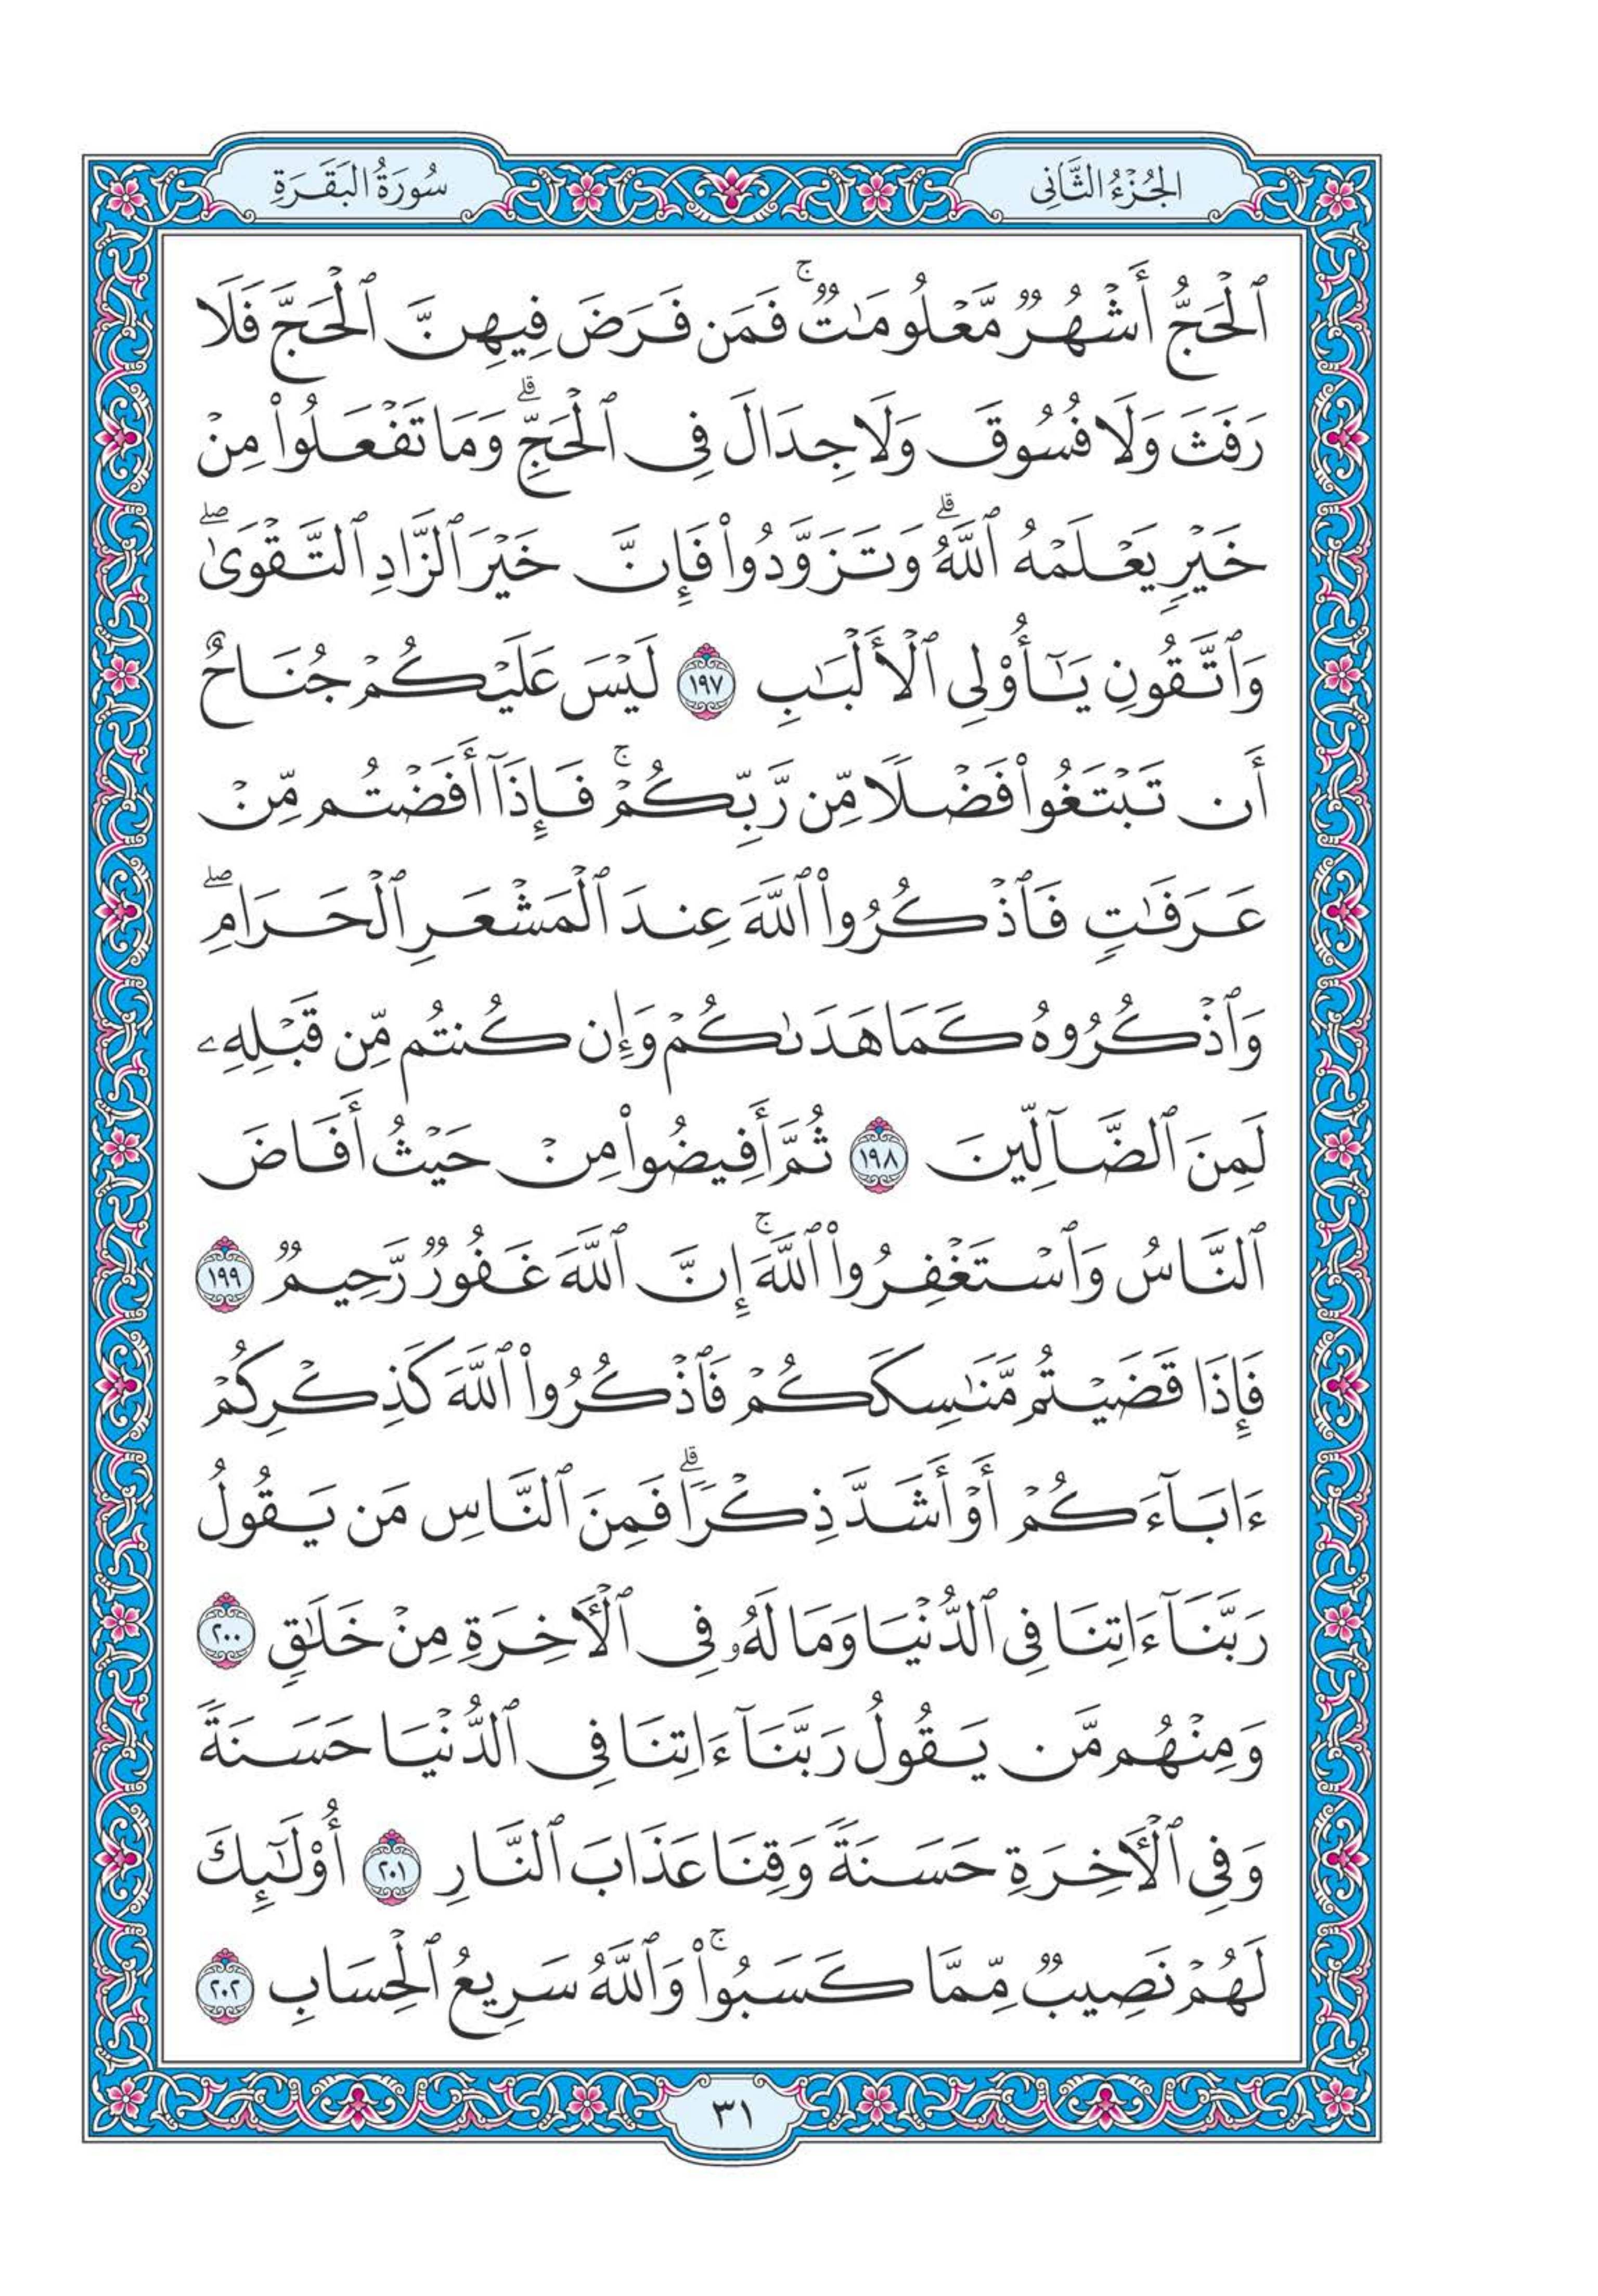 الجُزْءُ الثَّانِي
سُورَةُ البَقَرَةِ
ٱلْحَجُّ أَشْهُرٌ مَّعْلُومَٰتٌ ۚ فَمَن فَرَضَ فِيهِنَّ ٱلْحَجَّ فَلَا
رَفَثَ وَلَا فُسُوقَ وَلَا جِدَالَ فِى ٱلْحَجِّ ۗ وَمَا تَفْعَلُوا۟ مِنْ
خَيْرٍ يَعْلَمْهُ ٱللَّهُ ۗ وَتَزَوَّدُوا۟ فَإِنَّ خَيْرَ ٱلزَّادِ ٱلتَّقْوَىٰ ۖ
وَٱتَّقُونِ يَـٰٓأُو۟لِى ٱلْأَلْبَـٰبِ ١٩٧ لَيْسَ عَلَيْكُمْ جُنَاحٌ
أَن تَبْتَغُوا۟ فَضْلًا مِّن رَّبِّكُمْ ۚ فَإِذَآ أَفَضْتُم مِّنْ
عَرَفَـٰتٍ فَٱذْكُرُوا۟ ٱللَّهَ عِندَ ٱلْمَشْعَرِ ٱلْحَرَامِ ۖ
وَٱذْكُرُوهُ كَمَا هَدَىٰكُمْ وَإِن كُنتُم مِّن قَبْلِهِۦ
لَمِنَ ٱلضَّآلِّينَ ١٩٨ ثُمَّ أَفِيضُوا۟ مِنْ حَيْثُ أَفَاضَ
ٱلنَّاسُ وَٱسْتَغْفِرُوا۟ ٱللَّهَ ۚ إِنَّ ٱللَّهَ غَفُورٌ رَّحِيمٌ ١٩٩
فَإِذَا قَضَيْتُم مَّنَـٰسِكَكُمْ فَٱذْكُرُوا۟ ٱللَّهَ كَذِكْرِكُمْ
ءَابَآءَكُمْ أَوْ أَشَدَّ ذِكْرًا ۗ فَمِنَ ٱلنَّاسِ مَن يَقُولُ
رَبَّنَآ ءَاتِنَا فِى ٱلدُّنْيَا وَمَا لَهُۥ فِى ٱلْـَٔاخِرَةِ مِنْ خَلَـٰقٍ ٢٠٠
وَمِنْهُم مَّن يَقُولُ رَبَّنَآ ءَاتِنَا فِى ٱلدُّنْيَا حَسَنَةً
وَفِى ٱلْـَٔاخِرَةِ حَسَنَةً وَقِنَا عَذَابَ ٱلنَّارِ ٢٠١ أُو۟لَـٰٓئِكَ
لَهُمْ نَصِيبٌ مِّمَّا كَسَبُوا۟ ۚ وَٱللَّهُ سَرِيعُ ٱلْحِسَابِ ٢٠٢
٣١